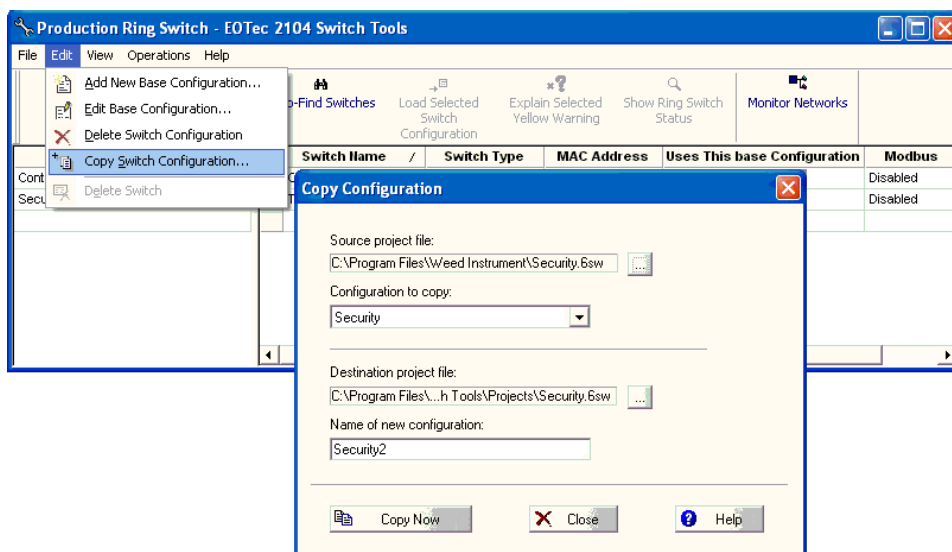 Production Ring Switch - EOTec 2104 Switch Tools
File Edit View Operations Help
Add New Base Configuration...
Edit Base Configuration...
Delete Switch Configuration
Copy Switch Configuration...
Delete Switch
o-Find Switches
Load Selected
Switch
Configuration
Explain Selected
Yellow Warning
Show Ring Switch
Status
Monitor Networks
Switch Name / Switch Type MAC Address Uses This base Configuration Modbus
Cont Disabled
Secu Disabled
Copy Configuration
Source project file:
C:\Program Files\Weed Instrument\Security.6sw ...
Configuration to copy:
Security
Destination project file:
C:\Program Files\...h Tools\Projects\Security.6sw ...
Name of new configuration:
Security2
Copy Now Close Help